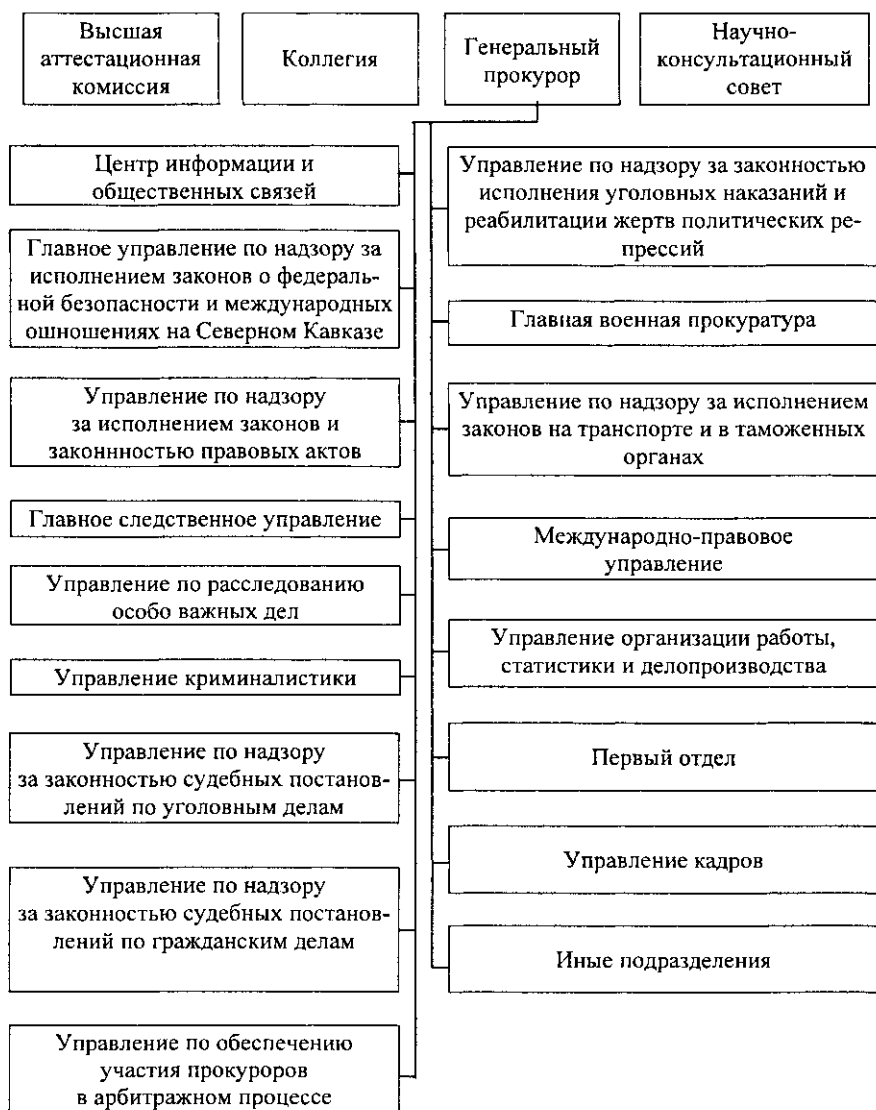 Высшая
аттестационная
комиссия
Коллегия
Генеральный
прокурор
Научно-
консультационный
совет
Центр информации и
общественных связей
Главное управление по надзору за
исполнением законов о федераль-
ной безопасности и международных
ошношениях на Северном Кавказе
Управление по надзору
за исполнением законов и
законнностью правовых актов
Главное следственное управление
Управление по расследованию
особо важных дел
Управление криминалистики
Управление по надзору
за законностью судебных постанов-
лений по уголовным делам
Управление по надзору
за законностью судебных постанов-
лений по гражданским делам
Управление по обеспечению
участия прокуроров
в арбитражном процессе
Управление по надзору за законностью
исполнения уголовных наказаний и
реабилитации жертв политических ре-
прессий
Главная военная прокуратура
Управление по надзору за исполнением
законов на транспорте и в таможенных
органах
Международно-правовое
управление
Управление организации работы,
статистики и делопроизводства
Первый отдел
Управление кадров
Иные подразделения